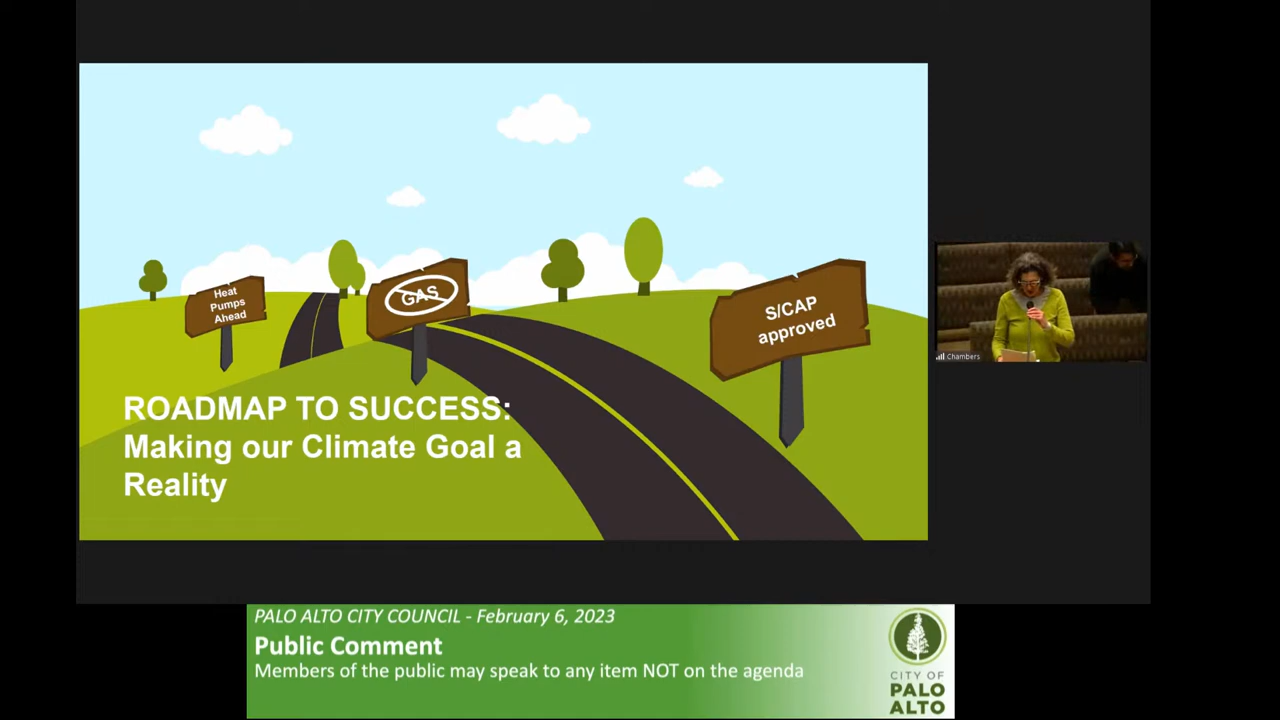 Heat
Pumps
Ahead
GAS
S/CAP
approved
ROADMAP TO SUCCESS:
Making our Climate Goal a
Reality
Chambers
PALO ALTO CITY COUNCIL - February 6, 2023
Public Comment
Members of the public may speak to any item NOT on the agenda
CITY OF
PALO
ALTO